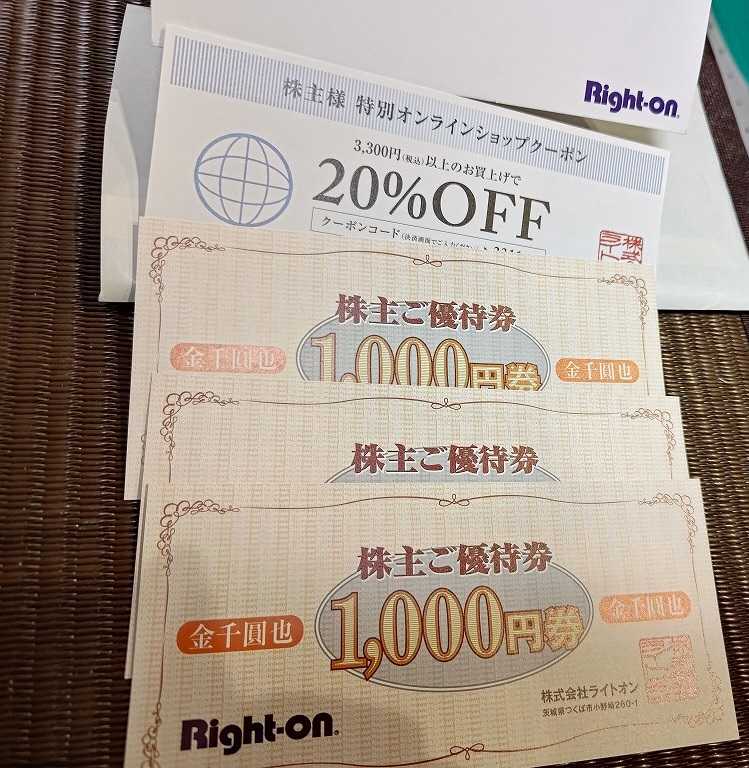 Right-on
株主様 特別オンラインショップクーポン
3,300円(税込)以上のお買上げで
20%OFF
クーポンコード
株主ご優待券
金千圓也 1,000円券 金千圓也
株主ご優待券
株主ご優待券
金千圓也 1,000円券 金千圓也
株式会社ライトオン
茨城県つくば市小野崎260-1
Right-on